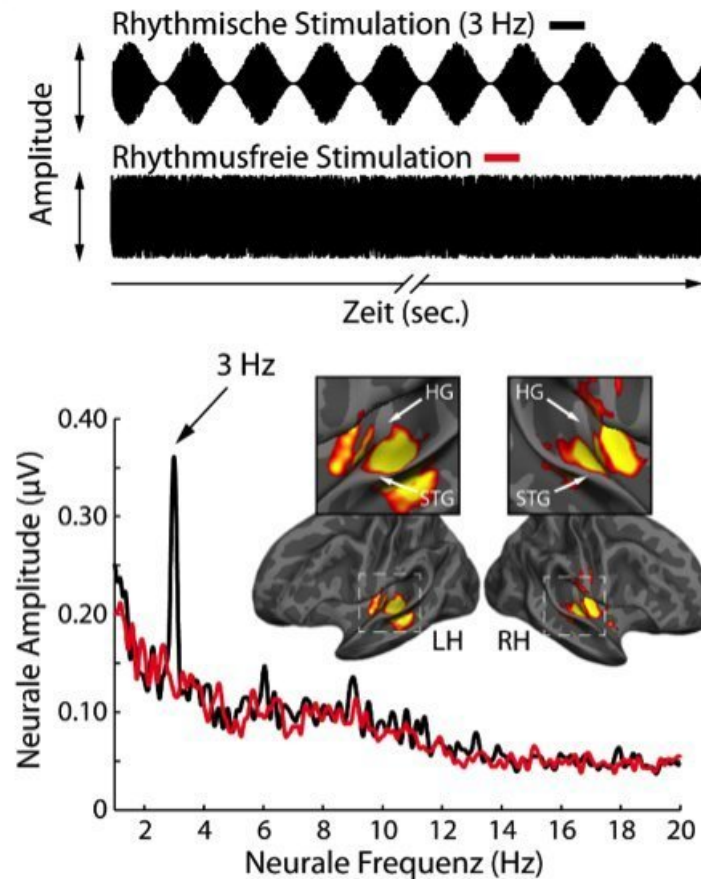 Rhythmische Stimulation (3 Hz)
Amplitude
Rhythmusfreie Stimulation
Zeit (sec.)
3 Hz
HG
HG
STG
STG
LH
RH
Neurale Amplitude (µV)
0.40
0.30
0.20
0.10
0
2 4 6 8 10 12 14 16 18 20
Neurale Frequenz (Hz)